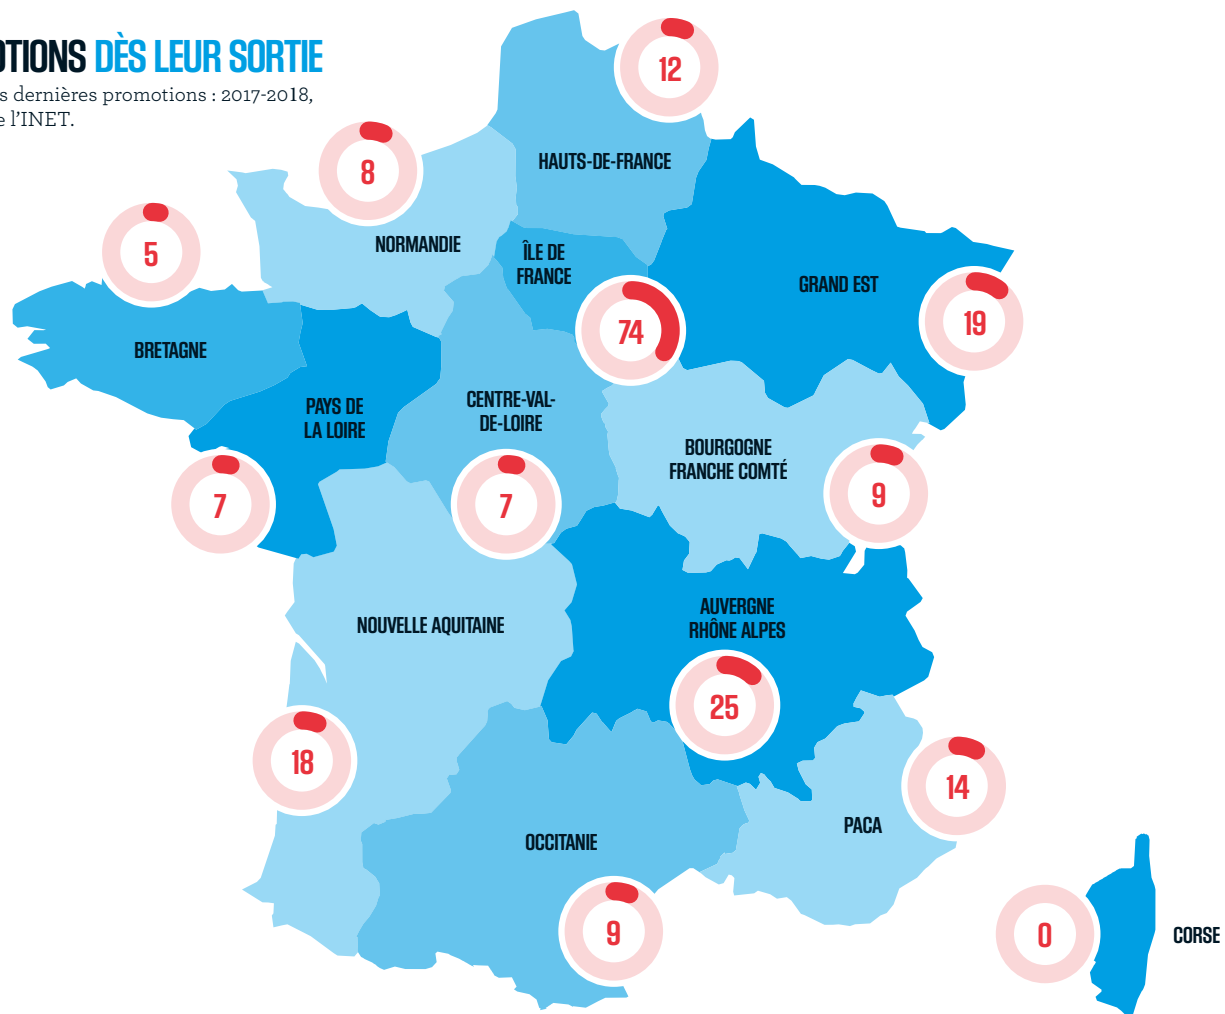 OTIONS DÈS LEUR SORTIE
s dernières promotions : 2017-2018,
e l'INET.
12
HAUTS-DE-FRANCE
8
NORMANDIE
5
BRETAGNE
ÎLE DE
FRANCE
74
GRAND EST
19
PAYS DE
LA LOIRE
7
CENTRE-VAL-
DE-LOIRE
7
BOURGOGNE
FRANCHE COMTÉ
9
NOUVELLE AQUITAINE
18
AUVERGNE
RHÔNE ALPES
25
PACA
14
OCCITANIE
9
0
CORSE